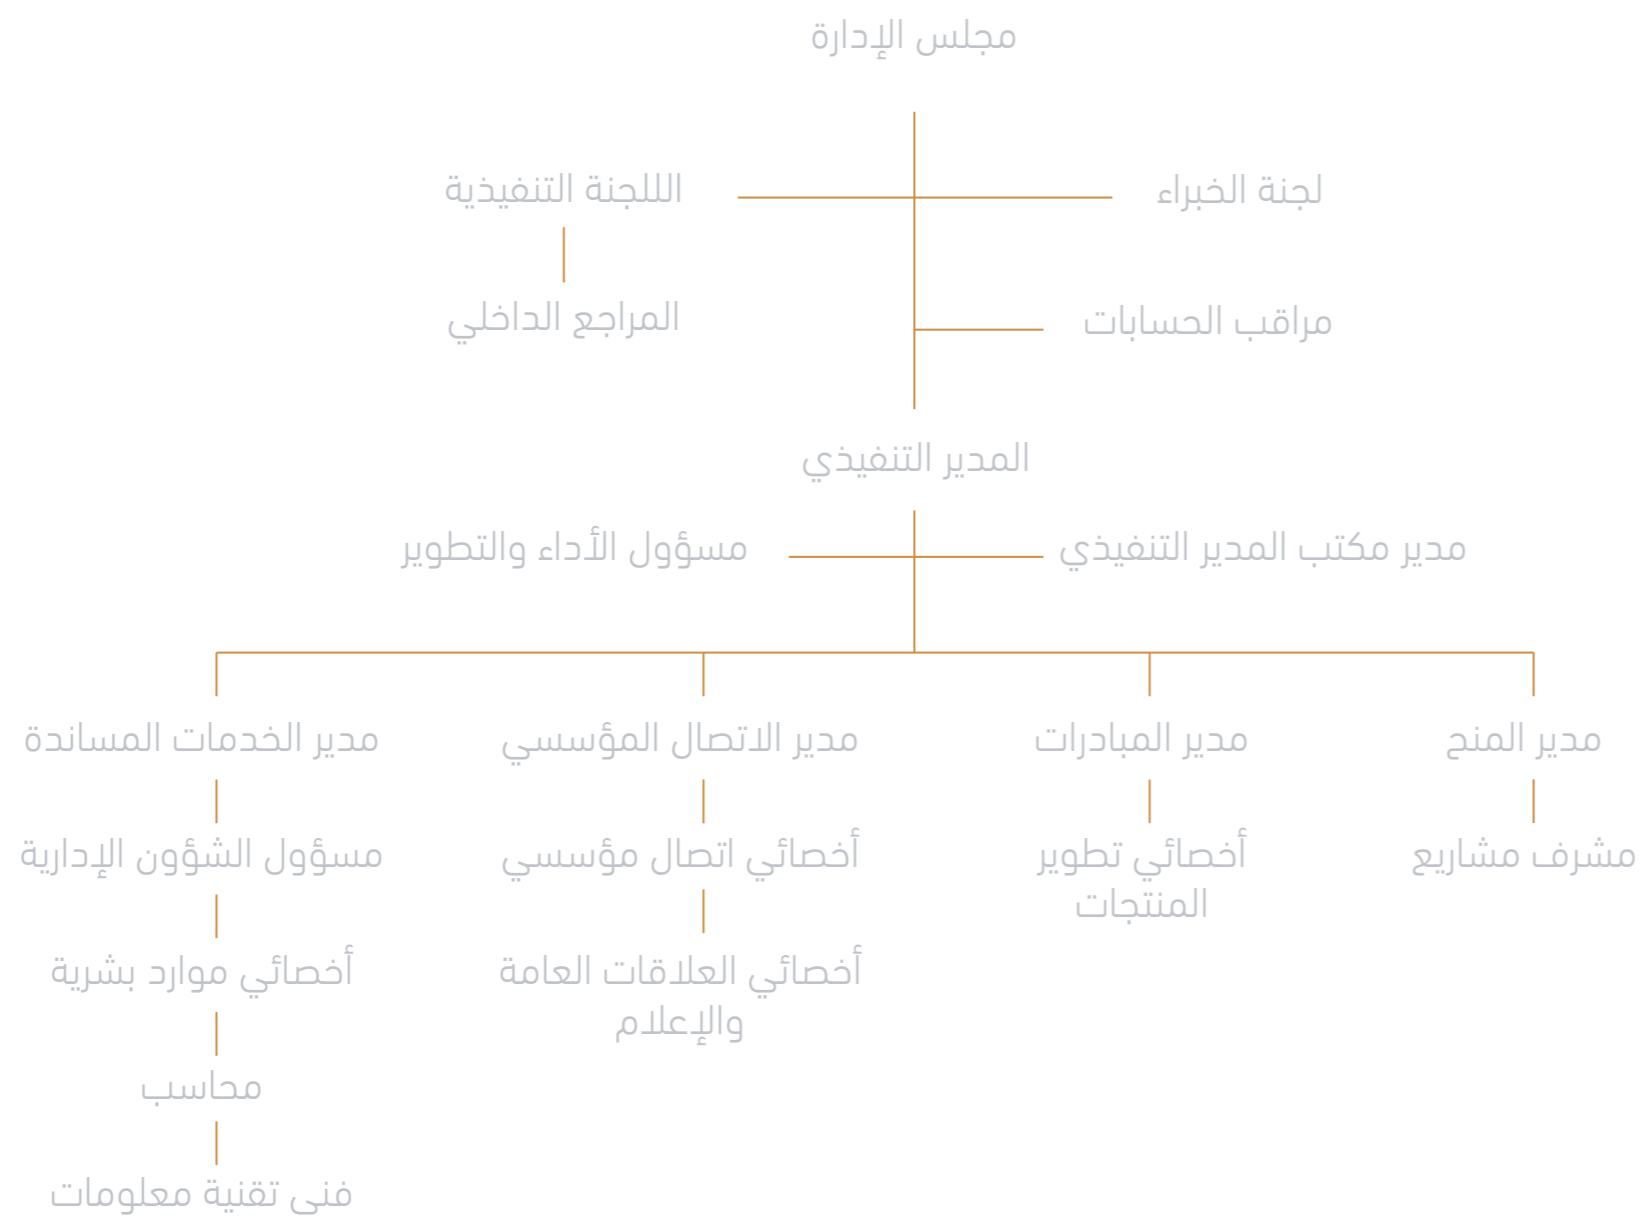 مجلس الإدارة
لجنة الخبراء
الللجنة التنفيذية
مراقب الحسابات
المراجع الداخلي
المدير التنفيذي
مدير مكتب المدير التنفيذي
مسؤول الأداء والتطوير
مدير المنح
مدير المبادرات
مدير الاتصال المؤسسي
مدير الخدمات المساندة
مشرف مشاريع
أخصائي تطوير
المنتجات
أخصائي اتصال مؤسسي
مسؤول الشؤون الإدارية
أخصائي العلاقات العامة
والإعلام
أخصائي موارد بشرية
محاسب
فني تقنية معلومات